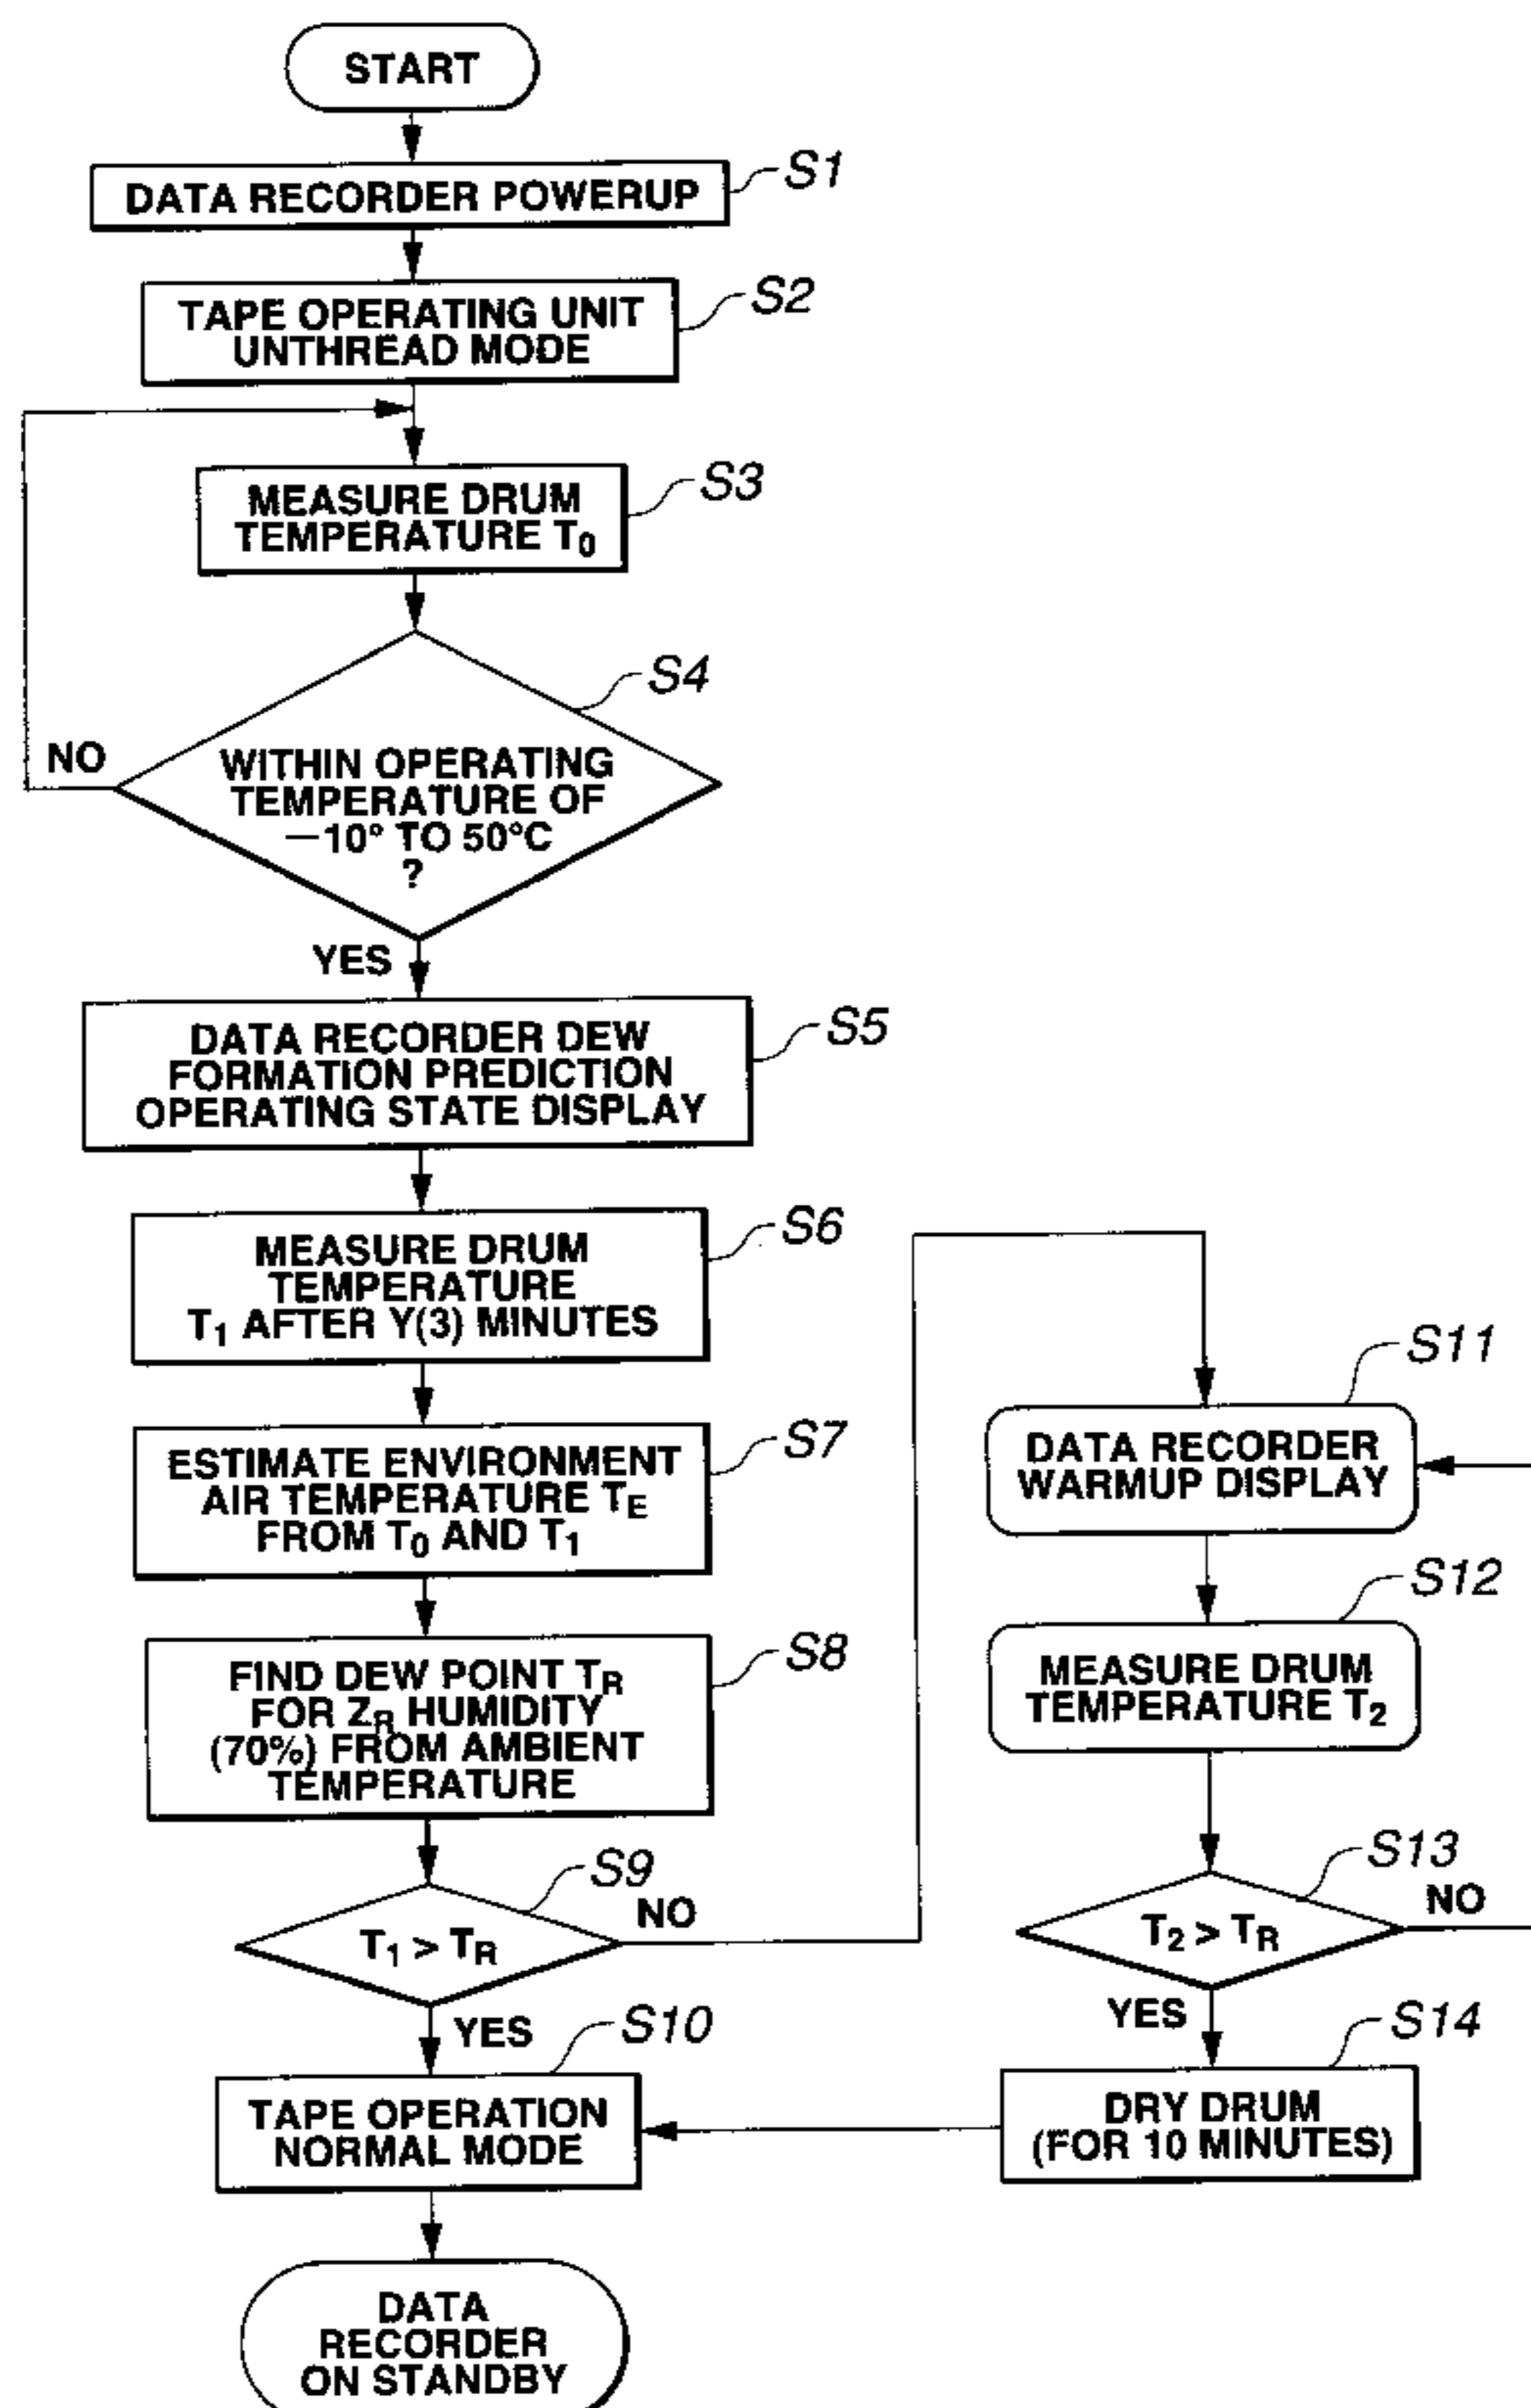 START
DATA RECORDER POWERUP
S1
TAPE OPERATING UNIT
UNTHREAD MODE
S2
MEASURE DRUM
TEMPERATURE T0
S3
S4
NO
WITHIN OPERATING
TEMPERATURE OF
—10° TO 50°C
?
YES
DATA RECORDER DEW
FORMATION PREDICTION
OPERATING STATE DISPLAY
S5
MEASURE DRUM
TEMPERATURE
T1 AFTER Y(3) MINUTES
S6
ESTIMATE ENVIRONMENT
AIR TEMPERATURE TE
FROM T0 AND T1
S7
FIND DEW POINT TR
FOR ZR HUMIDITY
(70%) FROM AMBIENT
TEMPERATURE
S8
S9
T1 > TR
NO
YES
S10
TAPE OPERATION
NORMAL MODE
DATA
RECORDER
ON STANDBY
S11
DATA RECORDER
WARMUP DISPLAY
S12
MEASURE DRUM
TEMPERATURE T2
S13
T2 > TR
NO
YES
S14
DRY DRUM
(FOR 10 MINUTES)